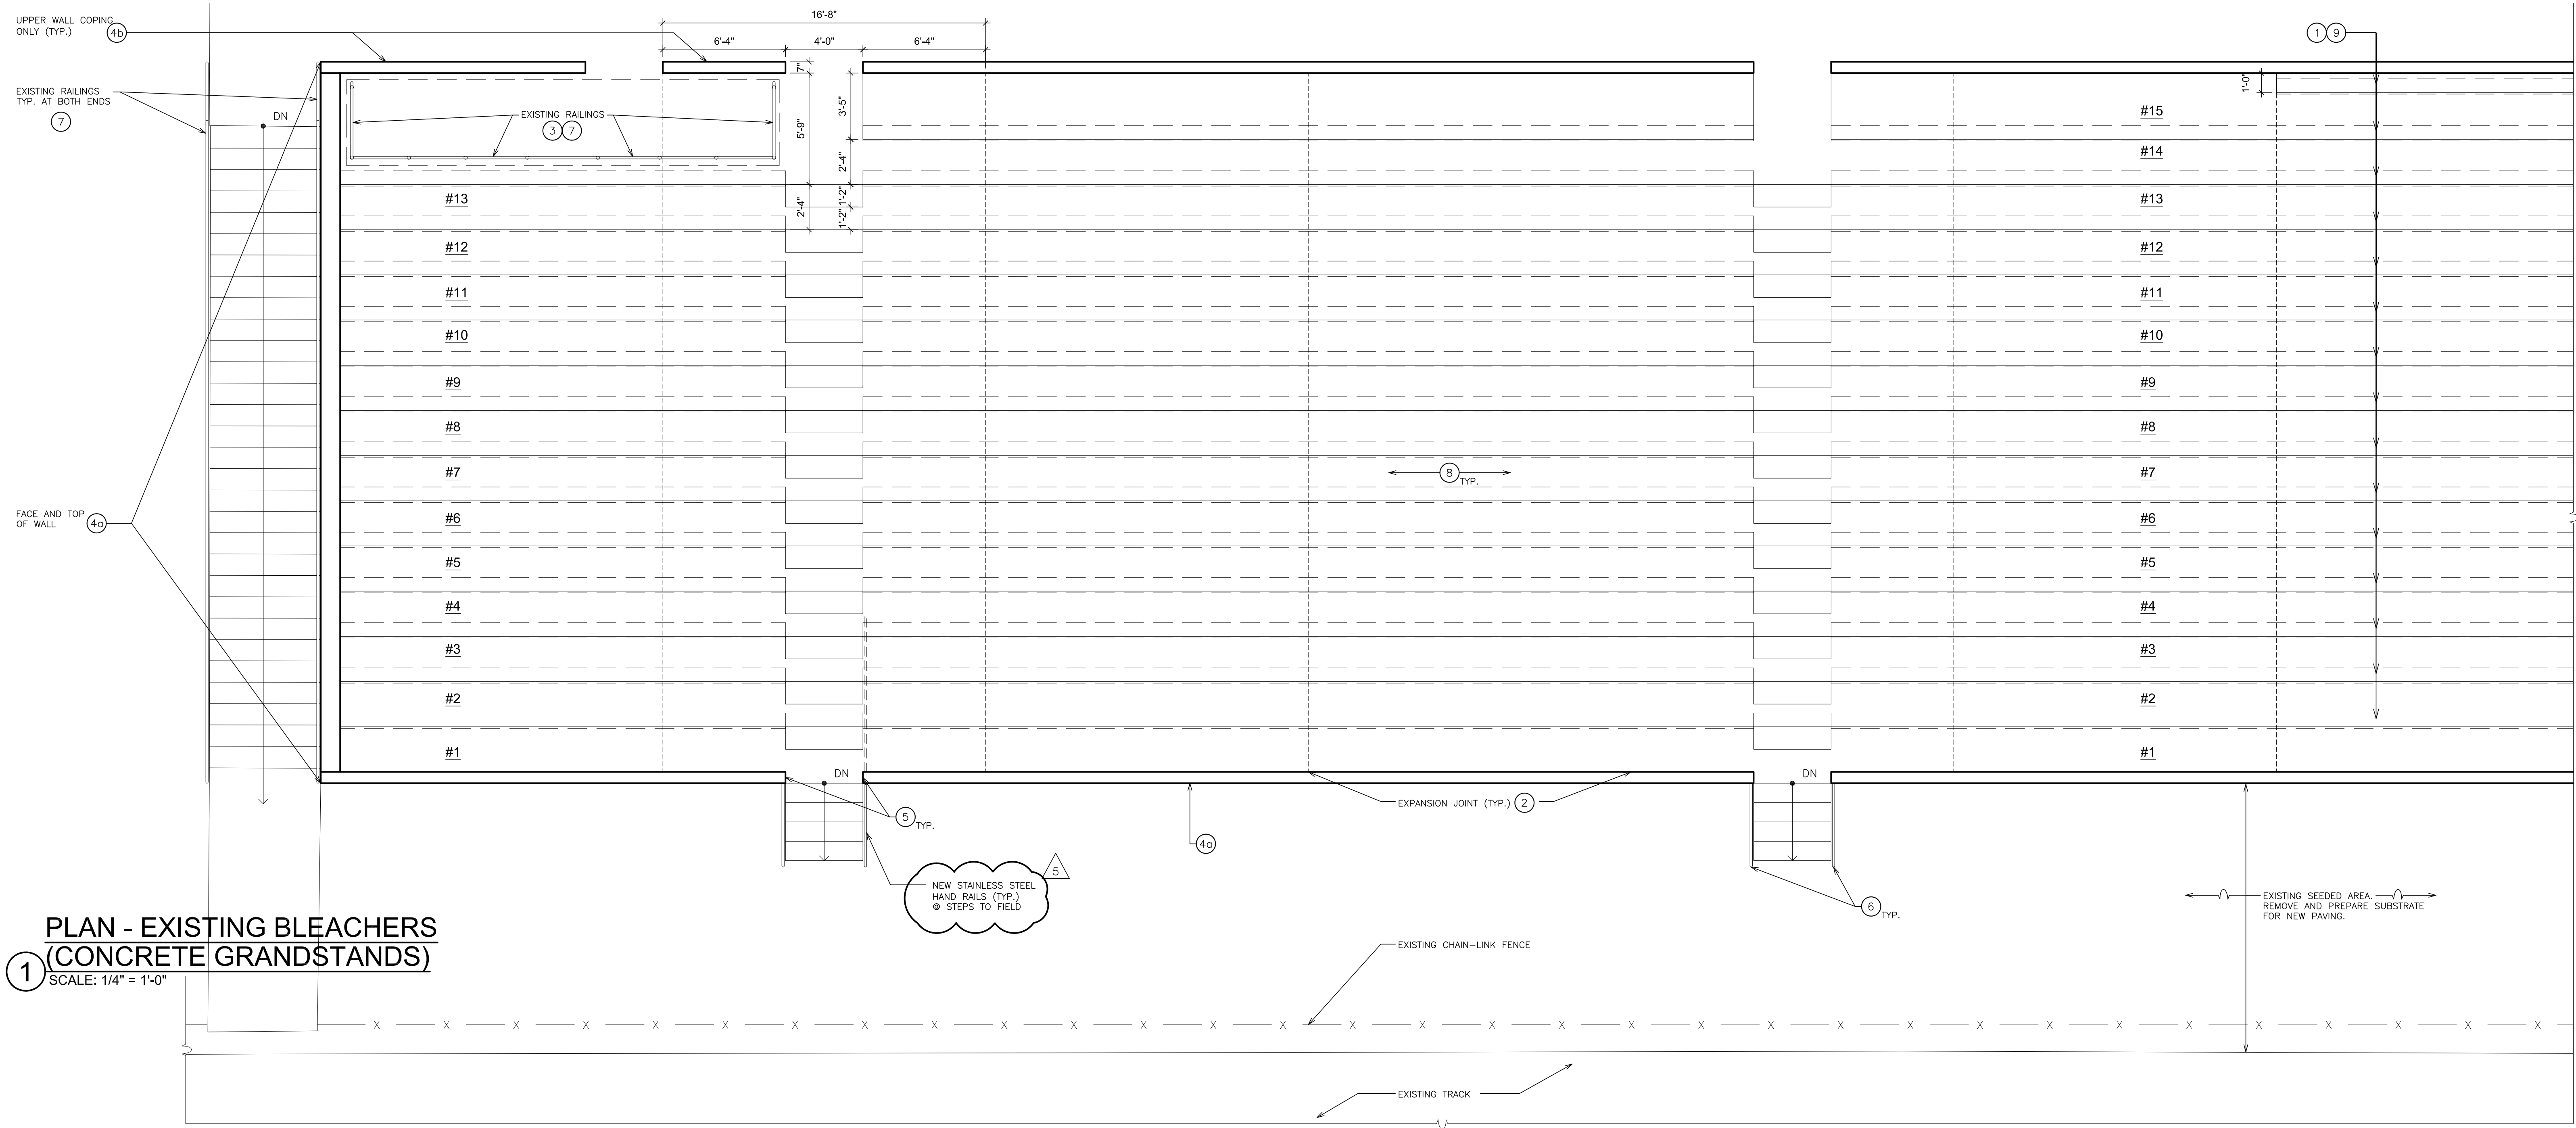 UPPER WALL COPING
ONLY (TYP.) 4b
16'-8"
6'-4" 4'-0" 6'-4"
1 9
7"
EXISTING RAILINGS
TYP. AT BOTH ENDS
7
DN
EXISTING RAILINGS
3 7
5'-9"
3'-5"
2'-4"
1'-2"
2'-4"
1'-2"
1'-0"
#15
#14
#13 #13
#12 #12
#11 #11
#10 #10
#9 #9
#8 #8
#7 #7
8 TYP.
FACE AND TOP
OF WALL 4a
#6 #6
#5 #5
#4 #4
#3 #3
#2 #2
#1 #1
DN DN
5 TYP.
EXPANSION JOINT (TYP.) 2
4a
5
NEW STAINLESS STEEL
HAND RAILS (TYP.)
@ STEPS TO FIELD
6 TYP.
EXISTING SEEDED AREA.
REMOVE AND PREPARE SUBSTRATE
FOR NEW PAVING.
PLAN - EXISTING BLEACHERS
(CONCRETE GRANDSTANDS)
1 SCALE: 1/4" = 1'-0"
EXISTING CHAIN-LINK FENCE
X X X X X X X X X X X X X X X X X X X X X X X X X X X X X X X X
EXISTING TRACK